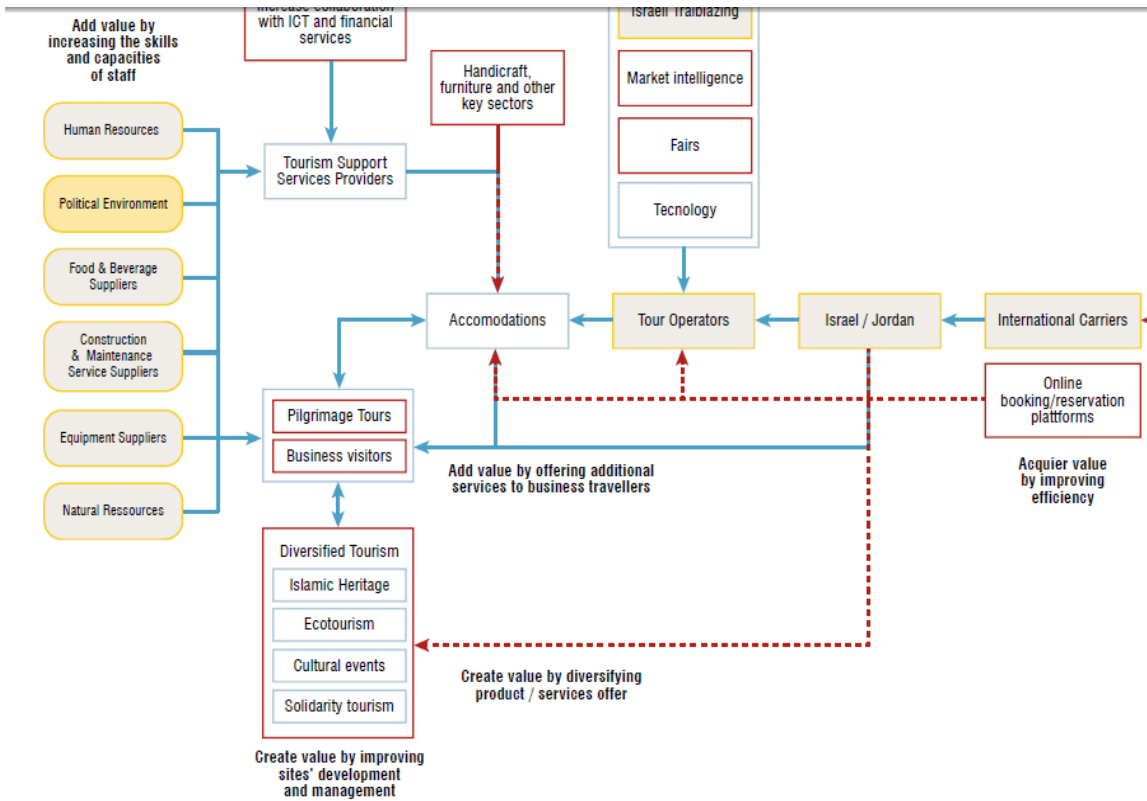 Add value by
increasing the skills
and capacities
of staff
Increase collaboration
with ICT and financial
services
Israeli Tralblazing
Handicraft,
furniture and other
key sectors
Market intelligence
Fairs
Tecnology
Human Resources
Political Environment
Food & Beverage
Suppliers
Construction
& Maintenance
Service Suppliers
Equipment Suppliers
Natural Ressources
Tourism Support
Services Providers
Accomodations
Tour Operators
Israel / Jordan
International Carriers
Online
booking/reservation
plattforms
Acquier value
by improving
efficiency
Pilgrimage Tours
Business visitors
Add value by offering additional
services to business travellers
Diversified Tourism
Islamic Heritage
Ecotourism
Cultural events
Solidarity tourism
Create value by diversifying
product / services offer
Create value by improving
sites' development
and management